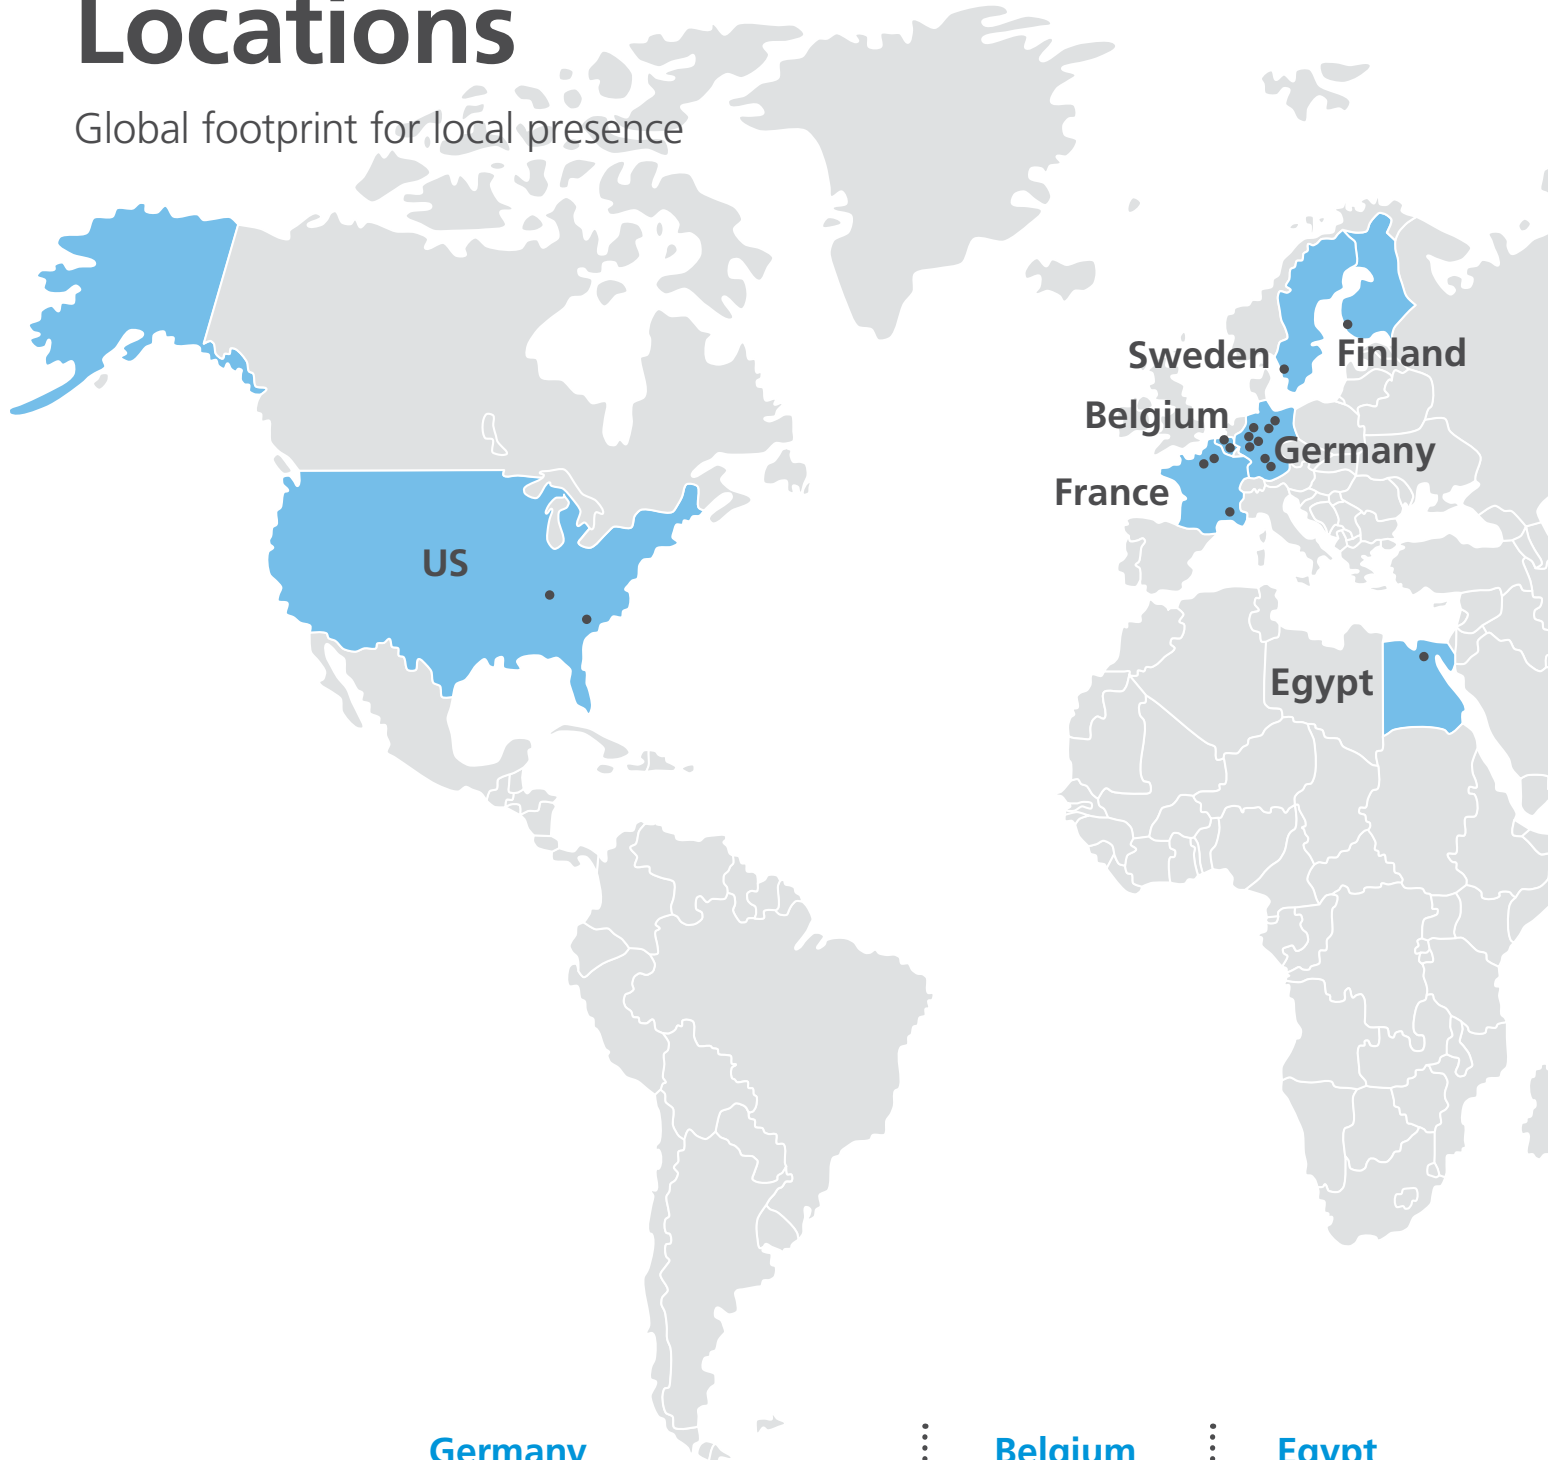 Locations
Global footprint for local presence
Sweden
Finland
Belgium
Germany
France
US
Egypt
Germany
Belgium
Egypt